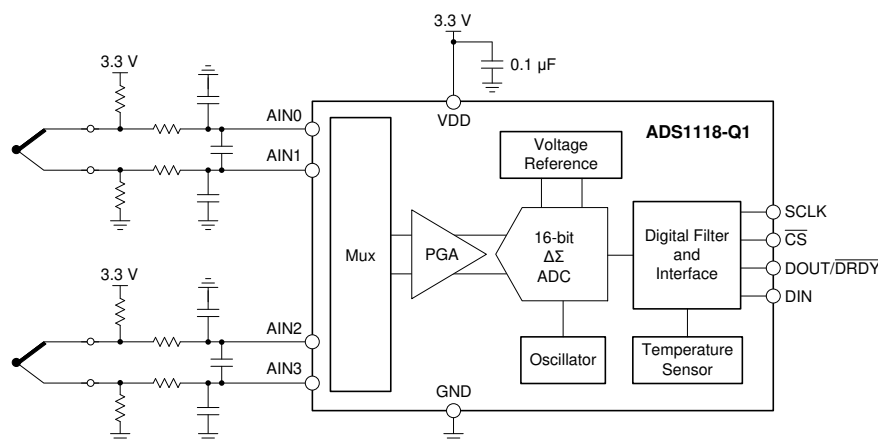 3.3 V
0.1 µF
VDD
3.3 V
AIN0
AIN1
ADS1118-Q1
Voltage
Reference
Mux
PGA
16-bit
ΔΣ
ADC
Digital Filter
and
Interface
SCLK
CS
DOUT/DRDY
DIN
3.3 V
AIN2
AIN3
Oscillator
Temperature
Sensor
GND